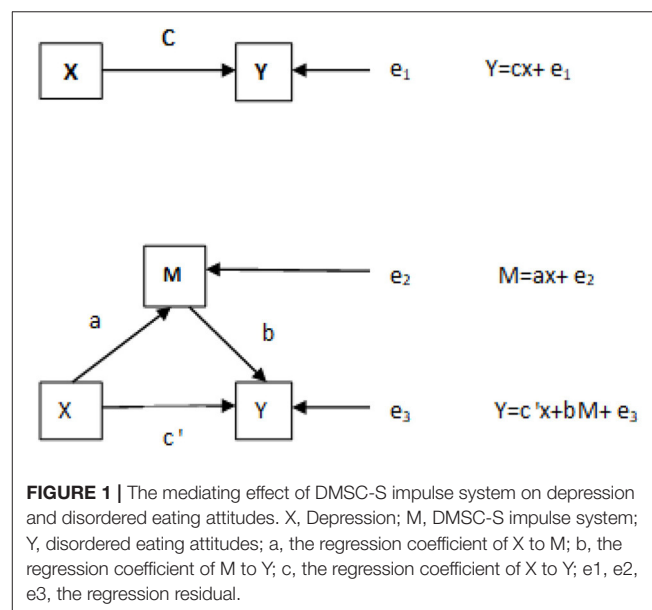 C
X Y e₁ Y=cx+ e₁
M e₂ M=ax+ e₂
a b
X Y e₃ Y=c'x+bM+ e₃
c'
FIGURE 1 | The mediating effect of DMSC-S impulse system on depression
and disordered eating attitudes. X, Depression; M, DMSC-S impulse system;
Y, disordered eating attitudes; a, the regression coefficient of X to M; b, the
regression coefficient of M to Y; c, the regression coefficient of X to Y; e1, e2,
e3, the regression residual.